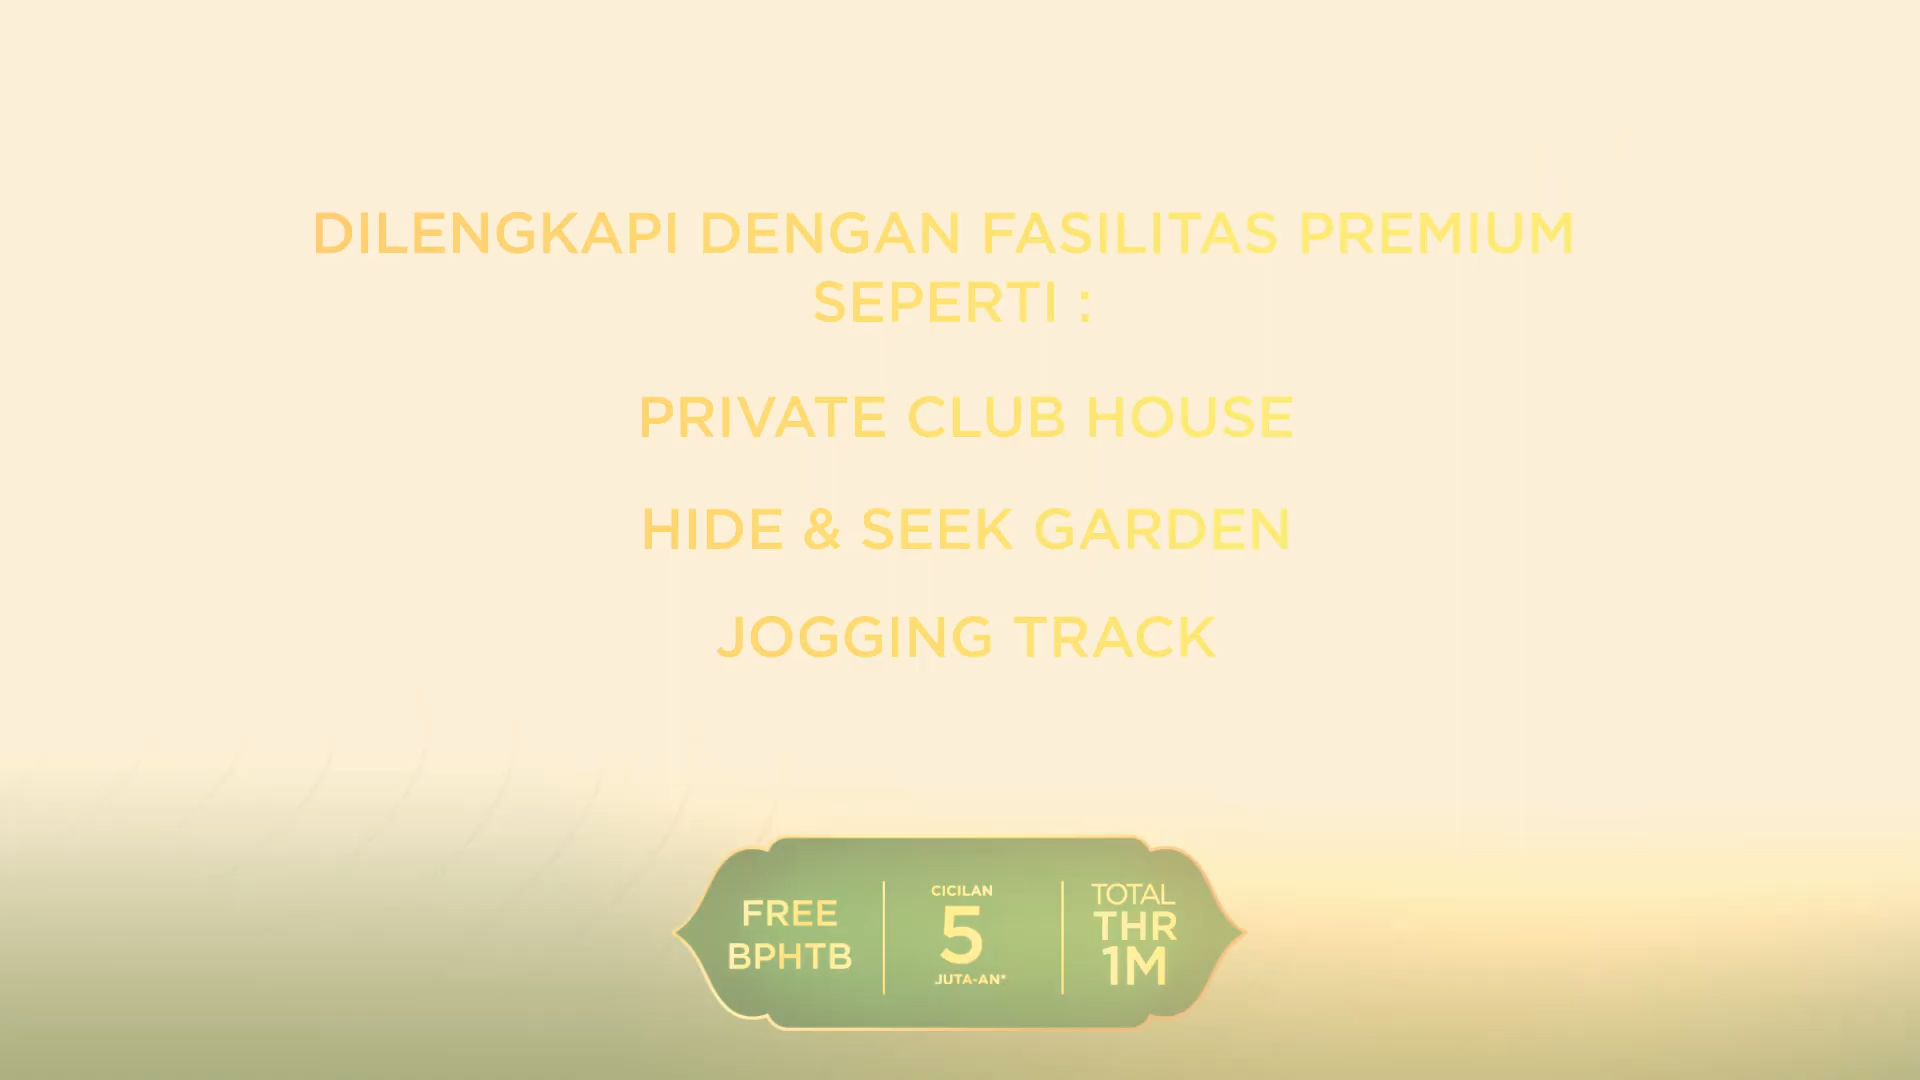 DILENGKAPI DENGAN FASILITAS PREMIUM
SEPERTI :
PRIVATE CLUB HOUSE
HIDE & SEEK GARDEN
JOGGING TRACK
FREE
BPHTB
CICILAN
5
JUTA-AN*
TOTAL
THR
1M